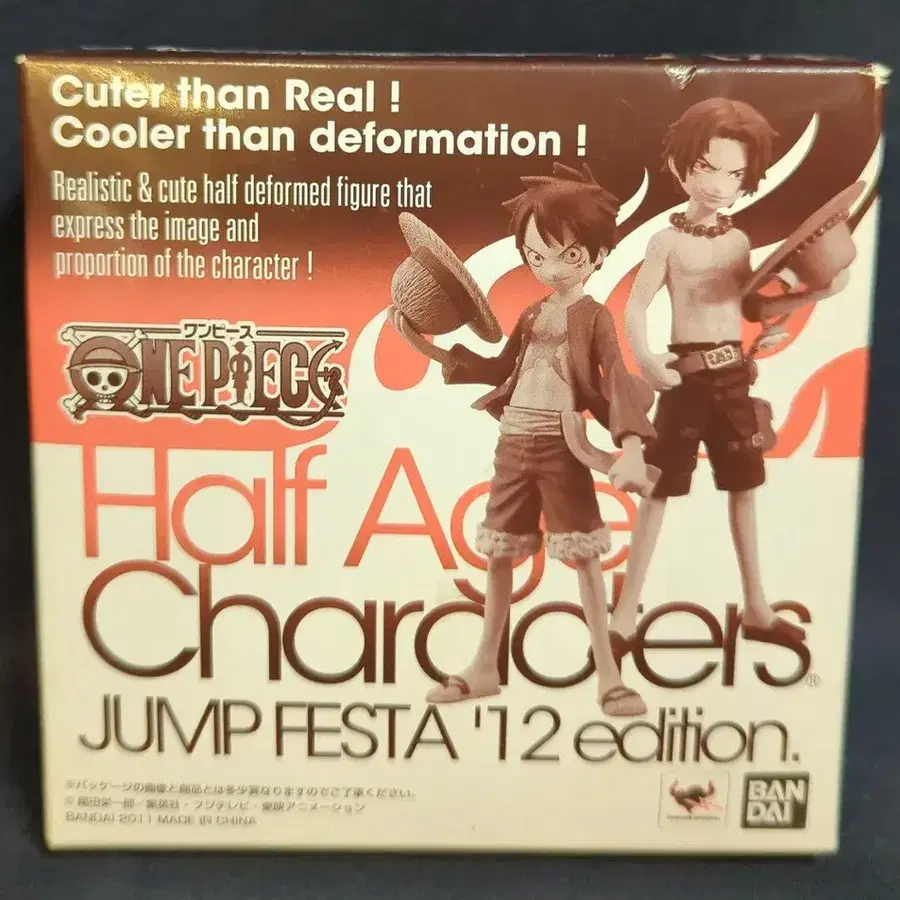 Cuter than Real !
Cooler than deformation !
Realistic & cute half deformed figure that
express the image and
proportion of the character !
ワンピース
ONE PIECE
Half Age
Characters®
JUMP FESTA '12 edition.
※パッケージの画像と商品とは多少異なりますのでご了承ください。
©尾田栄一郎／集英社・フジテレビ・東映アニメーション
BANDAI 2011 MADE IN CHINA
BAN
DAI